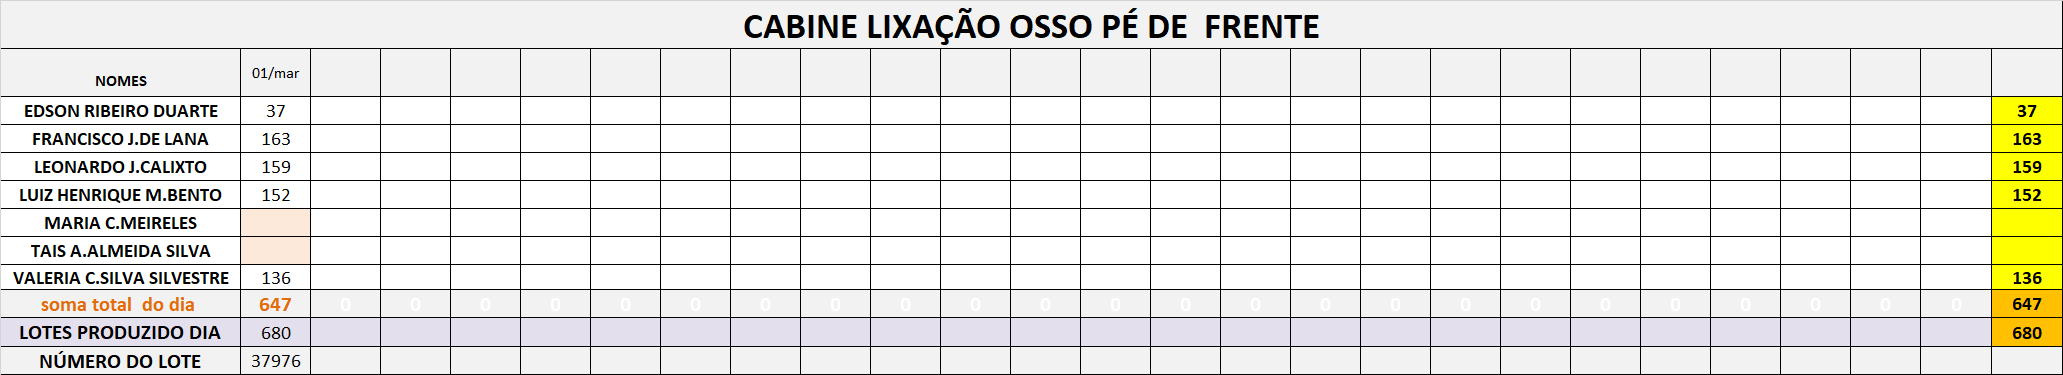 CABINE LIXAÇÃO OSSO PÉ DE  FRENTE
NOMES 01/mar
EDSON RIBEIRO DUARTE 37 37
FRANCISCO J.DE LANA 163 163
LEONARDO J.CALIXTO 159 159
LUIZ HENRIQUE M.BENTO 152 152
MARIA C.MEIRELES
TAIS A.ALMEIDA SILVA
VALERIA C.SILVA SILVESTRE 136 136
soma total  do dia 647 0 0 0 0 0 0 0 0 0 0 0 0 0 0 0 0 0 0 0 0 0 0 0 0 647
LOTES PRODUZIDO DIA 680 680
NÚMERO DO LOTE 37976